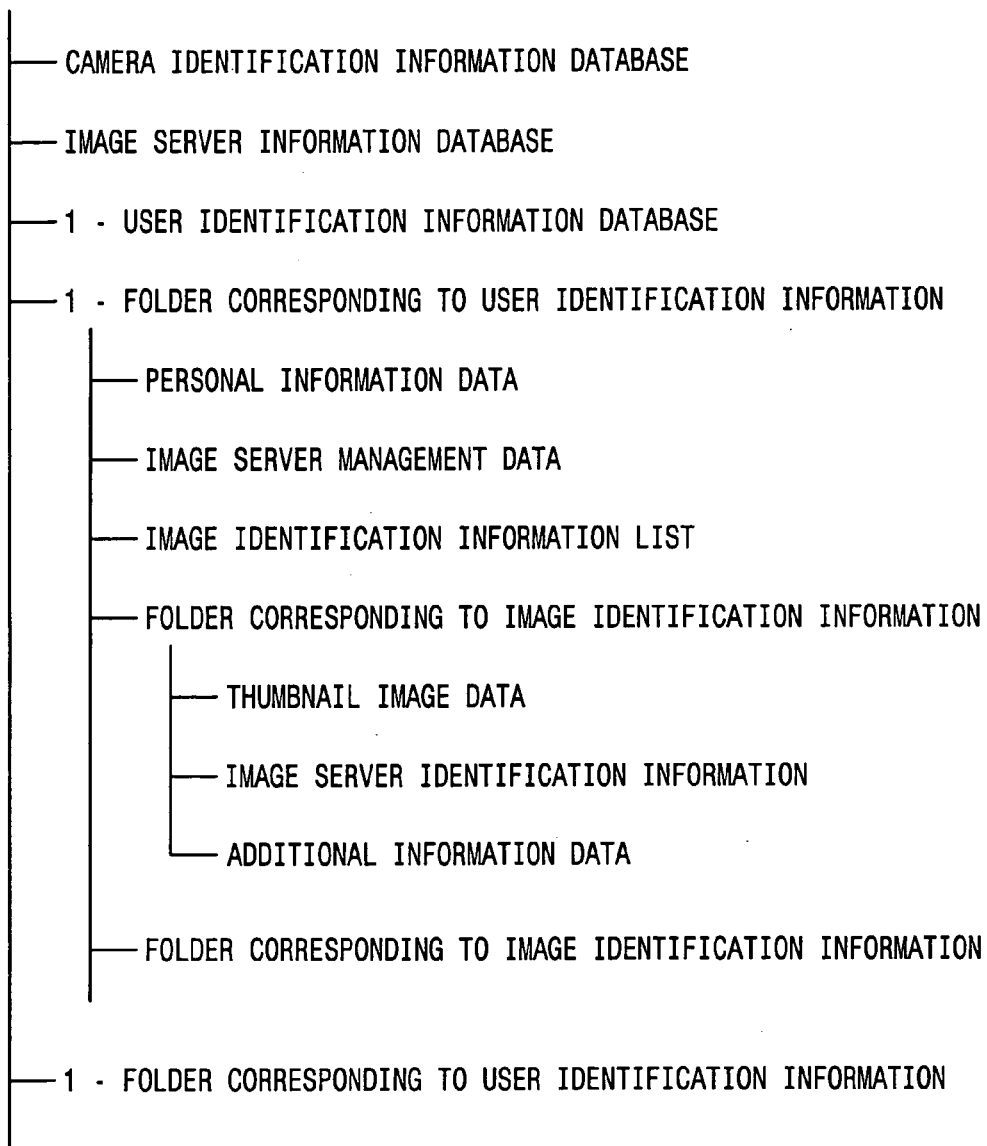 CAMERA IDENTIFICATION INFORMATION DATABASE
IMAGE SERVER INFORMATION DATABASE
1 - USER IDENTIFICATION INFORMATION DATABASE
1 - FOLDER CORRESPONDING TO USER IDENTIFICATION INFORMATION
PERSONAL INFORMATION DATA
IMAGE SERVER MANAGEMENT DATA
IMAGE IDENTIFICATION INFORMATION LIST
FOLDER CORRESPONDING TO IMAGE IDENTIFICATION INFORMATION
THUMBNAIL IMAGE DATA
IMAGE SERVER IDENTIFICATION INFORMATION
ADDITIONAL INFORMATION DATA
FOLDER CORRESPONDING TO IMAGE IDENTIFICATION INFORMATION
1 - FOLDER CORRESPONDING TO USER IDENTIFICATION INFORMATION